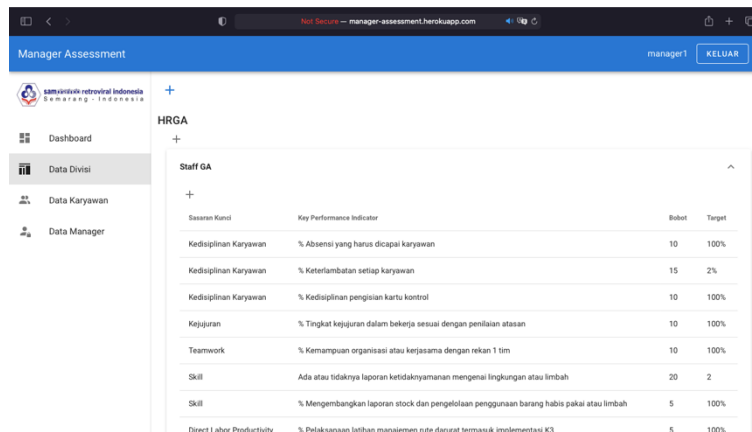 Not Secure — manager-assessment.herokuapp.com
Manager Assessment
manager1
KELUAR
retroviral indonesia
Semarang - Indonesia
Dashboard
Data Divisi
Data Karyawan
Data Manager
HRGA
Staff GA
Sasaran Kunci Key Performance Indicator Bobot Target
Kedisiplinan Karyawan % Absensi yang harus dicapai karyawan 10 100%
Kedisiplinan Karyawan % Keterlambatan setiap karyawan 15 2%
Kedisiplinan Karyawan % Kedisiplinan pengisian kartu kontrol 10 100%
Kejujuran % Tingkat kejujuran dalam bekerja sesuai dengan penilaian atasan 10 100%
Teamwork % Kemampuan organisasi atau kerjasama dengan rekan 1 tim 10 100%
Skill Ada atau tidaknya laporan ketidaknyamanan mengenai lingkungan atau limbah 20 2
Skill % Mengembangkan laporan stock dan pengelolaan penggunaan barang habis pakai atau limbah 5 100%
Direct Labor Productivity % Pelaksanaan latihan manajemen rute darurat termasuk implementasi K3 5 100%